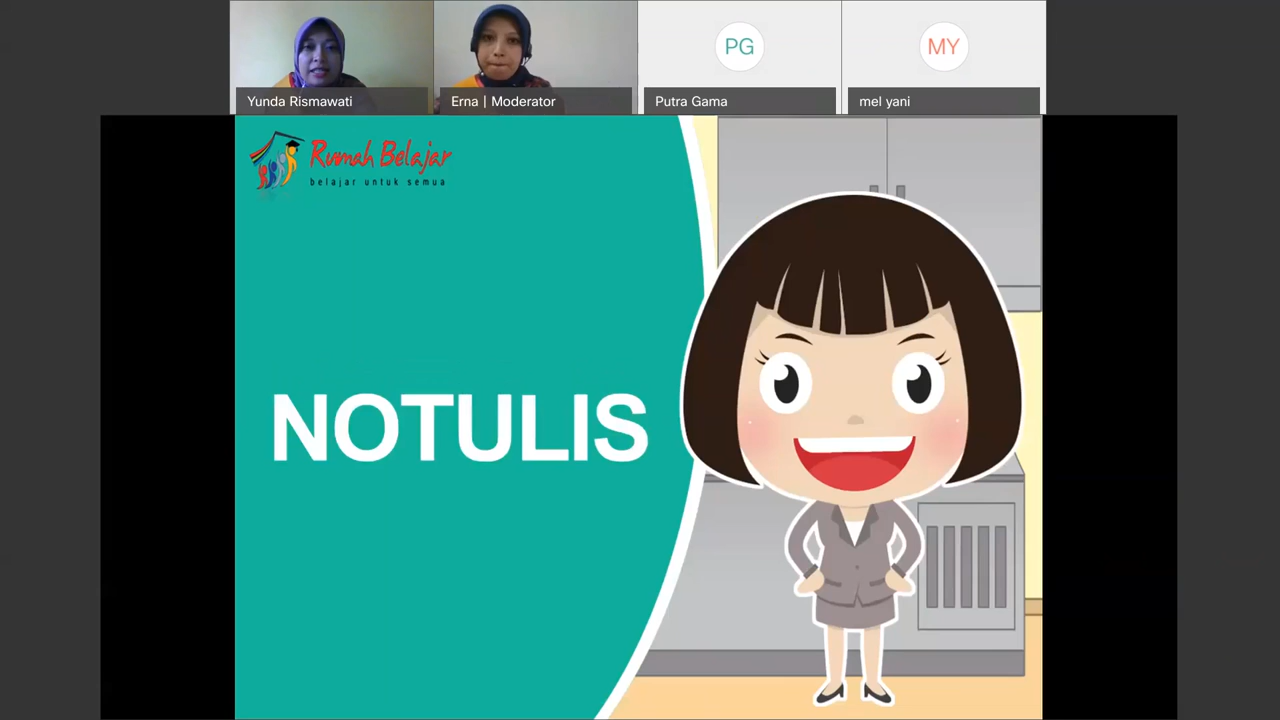 Yunda Rismawati
Erna | Moderator
PG
Putra Gama
MY
mel yani
Rumah Belajar
belajar untuk semua
NOTULIS